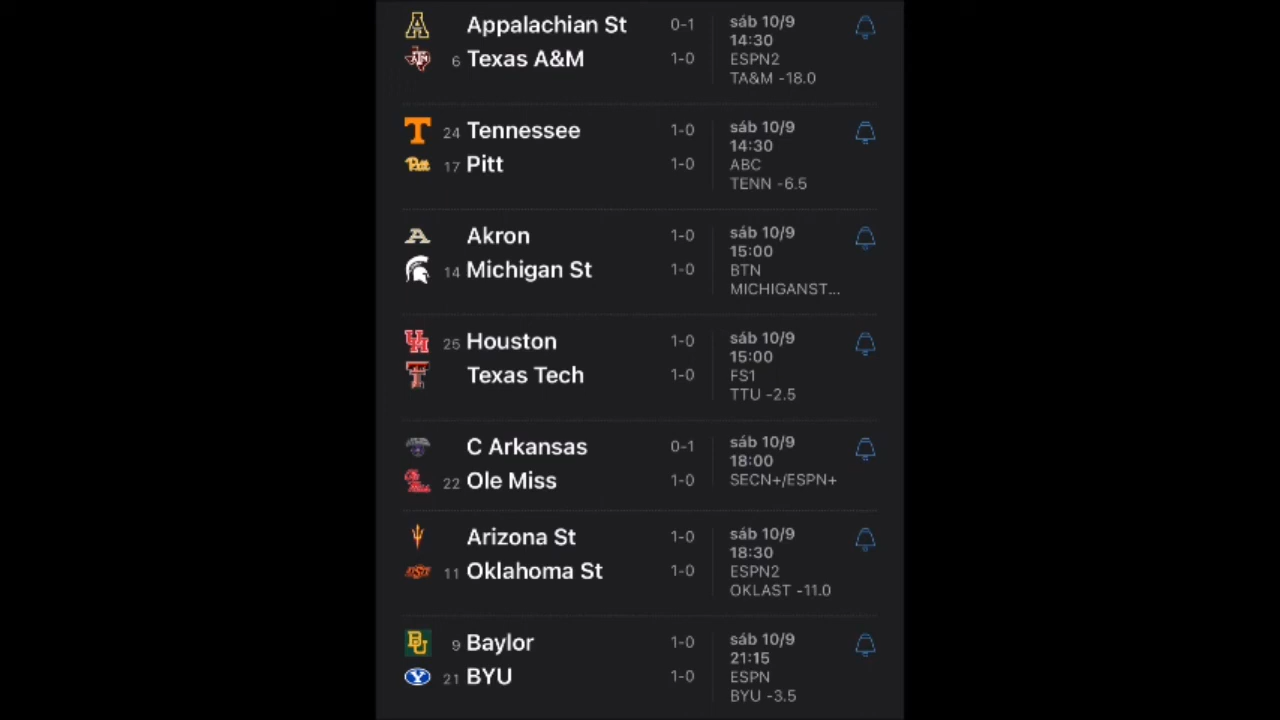 Appalachian St 0-1 sáb 10/9
14:30
6 Texas A&M 1-0 ESPN2
TA&M -18.0
24 Tennessee 1-0 sáb 10/9
14:30
17 Pitt 1-0 ABC
TENN -6.5
Akron 1-0 sáb 10/9
15:00
14 Michigan St 1-0 BTN
MICHIGANST...
25 Houston 1-0 sáb 10/9
15:00
Texas Tech 1-0 FS1
TTU -2.5
C Arkansas 0-1 sáb 10/9
18:00
22 Ole Miss 1-0 SECN+/ESPN+
Arizona St 1-0 sáb 10/9
18:30
11 Oklahoma St 1-0 ESPN2
OKLAST -11.0
9 Baylor 1-0 sáb 10/9
21:15
21 BYU 1-0 ESPN
BYU -3.5